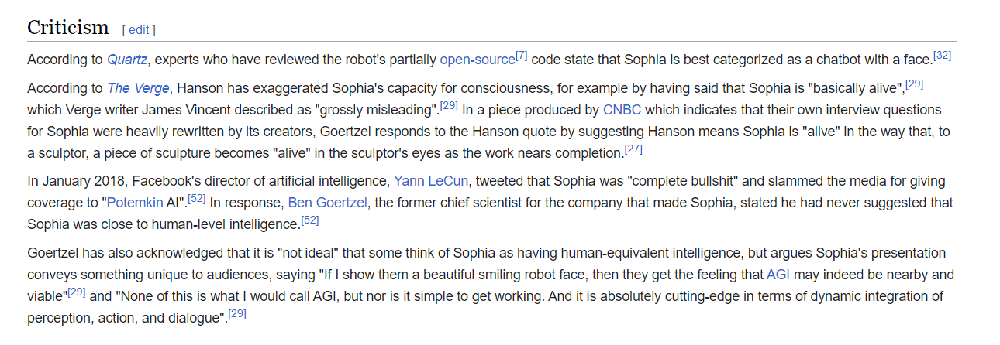 Criticism [ edit ]
According to Quartz, experts who have reviewed the robot's partially open-source[7] code state that Sophia is best categorized as a chatbot with a face.[32]
According to The Verge, Hanson has exaggerated Sophia's capacity for consciousness, for example by having said that Sophia is "basically alive",[29]
which Verge writer James Vincent described as "grossly misleading".[29] In a piece produced by CNBC which indicates that their own interview questions
for Sophia were heavily rewritten by its creators, Goertzel responds to the Hanson quote by suggesting Hanson means Sophia is "alive" in the way that, to
a sculptor, a piece of sculpture becomes "alive" in the sculptor's eyes as the work nears completion.[27]
In January 2018, Facebook's director of artificial intelligence, Yann LeCun, tweeted that Sophia was "complete bullshit" and slammed the media for giving
coverage to "Potemkin AI".[52] In response, Ben Goertzel, the former chief scientist for the company that made Sophia, stated he had never suggested that
Sophia was close to human-level intelligence.[52]
Goertzel has also acknowledged that it is "not ideal" that some think of Sophia as having human-equivalent intelligence, but argues Sophia's presentation
conveys something unique to audiences, saying "If I show them a beautiful smiling robot face, then they get the feeling that AGI may indeed be nearby and
viable"[29] and "None of this is what I would call AGI, but nor is it simple to get working. And it is absolutely cutting-edge in terms of dynamic integration of
perception, action, and dialogue".[29]